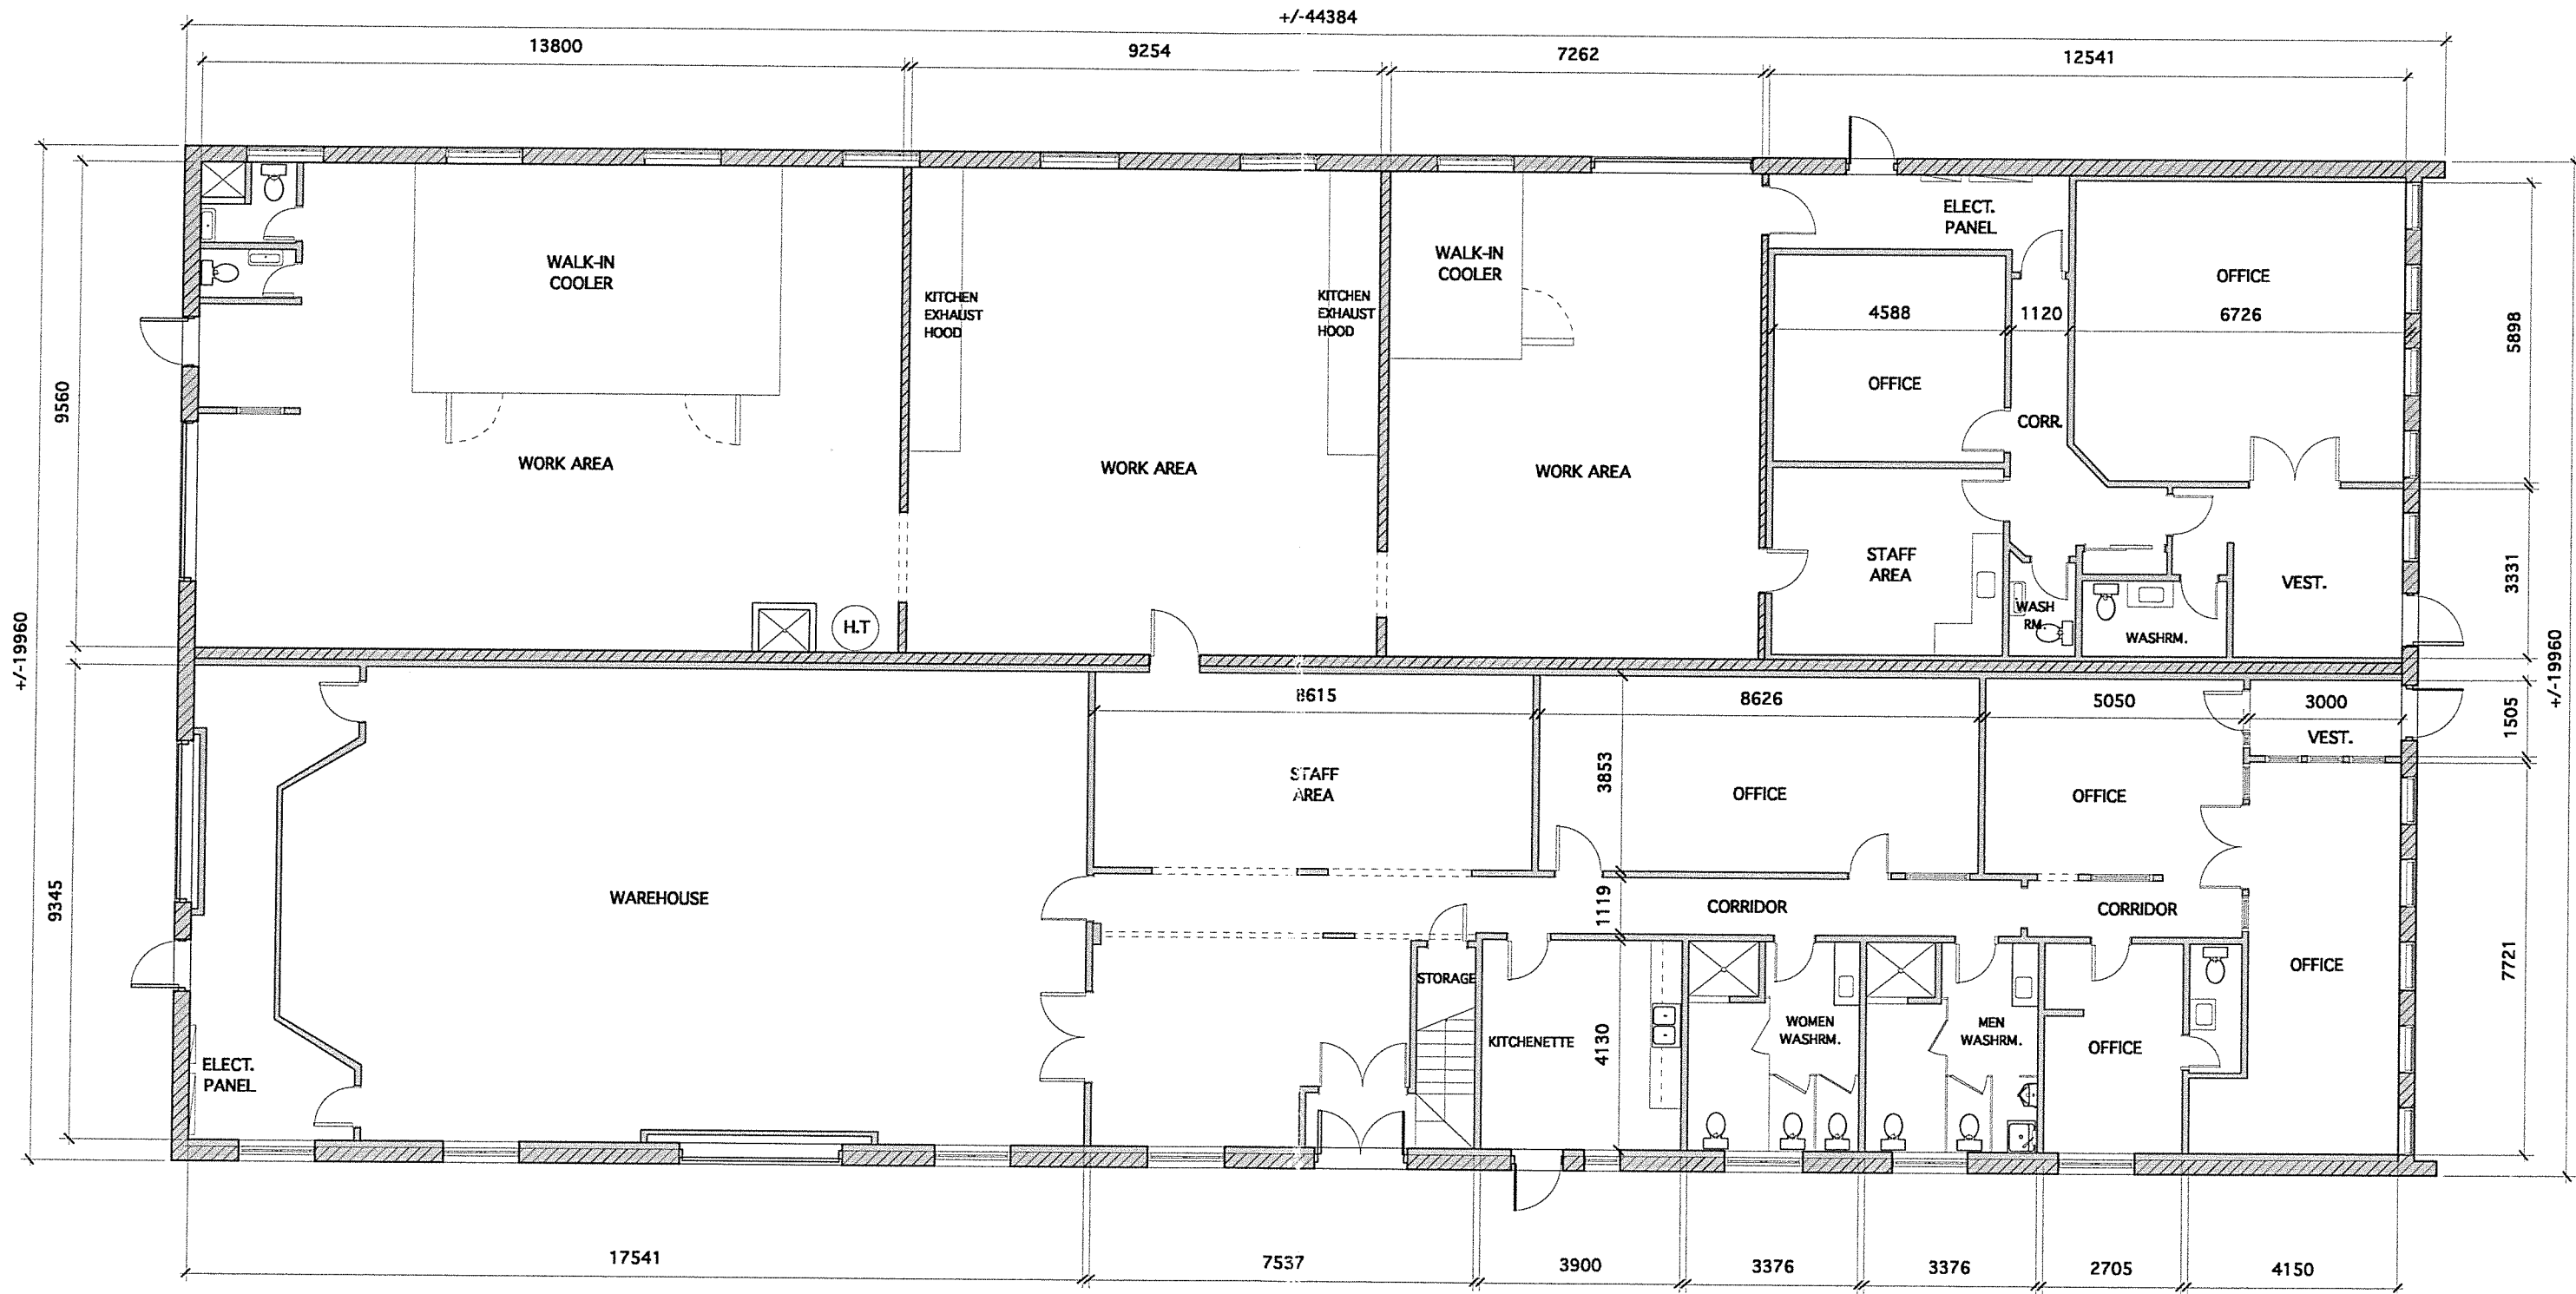 +/-44384
13800
9254
7262
12541
WALK-IN
COOLER
KITCHEN
EXHAUST
HOOD
KITCHEN
EXHAUST
HOOD
WALK-IN
COOLER
ELECT.
PANEL
OFFICE
4588
1120
6726
5898
OFFICE
CORR.
9560
WORK AREA
WORK AREA
WORK AREA
STAFF
AREA
VEST.
3331
H.T
WASH
RM.
WASHRM.
+/-19960
+/-19960
8615
8626
5050
3000
1505
VEST.
STAFF
AREA
3853
OFFICE
OFFICE
9345
WAREHOUSE
1119
CORRIDOR
CORRIDOR
STORAGE
OFFICE
7721
KITCHENETTE
4130
WOMEN
WASHRM.
MEN
WASHRM.
OFFICE
ELECT.
PANEL
17541
7537
3900
3376
3376
2705
4150